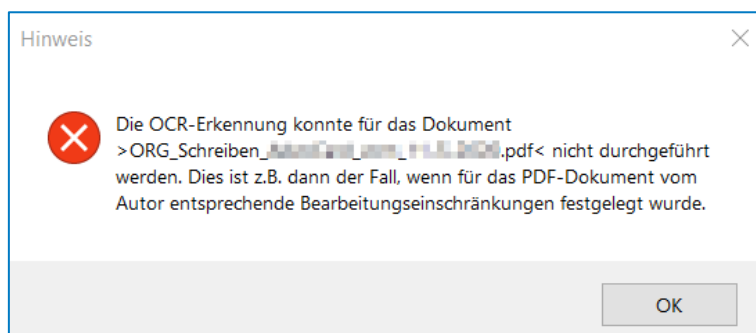 Hinweis
Die OCR-Erkennung konnte für das Dokument
>ORG_Schreiben_ .pdf< nicht durchgeführt
werden. Dies ist z.B. dann der Fall, wenn für das PDF-Dokument vom
Autor entsprechende Bearbeitungseinschränkungen festgelegt wurde.
OK